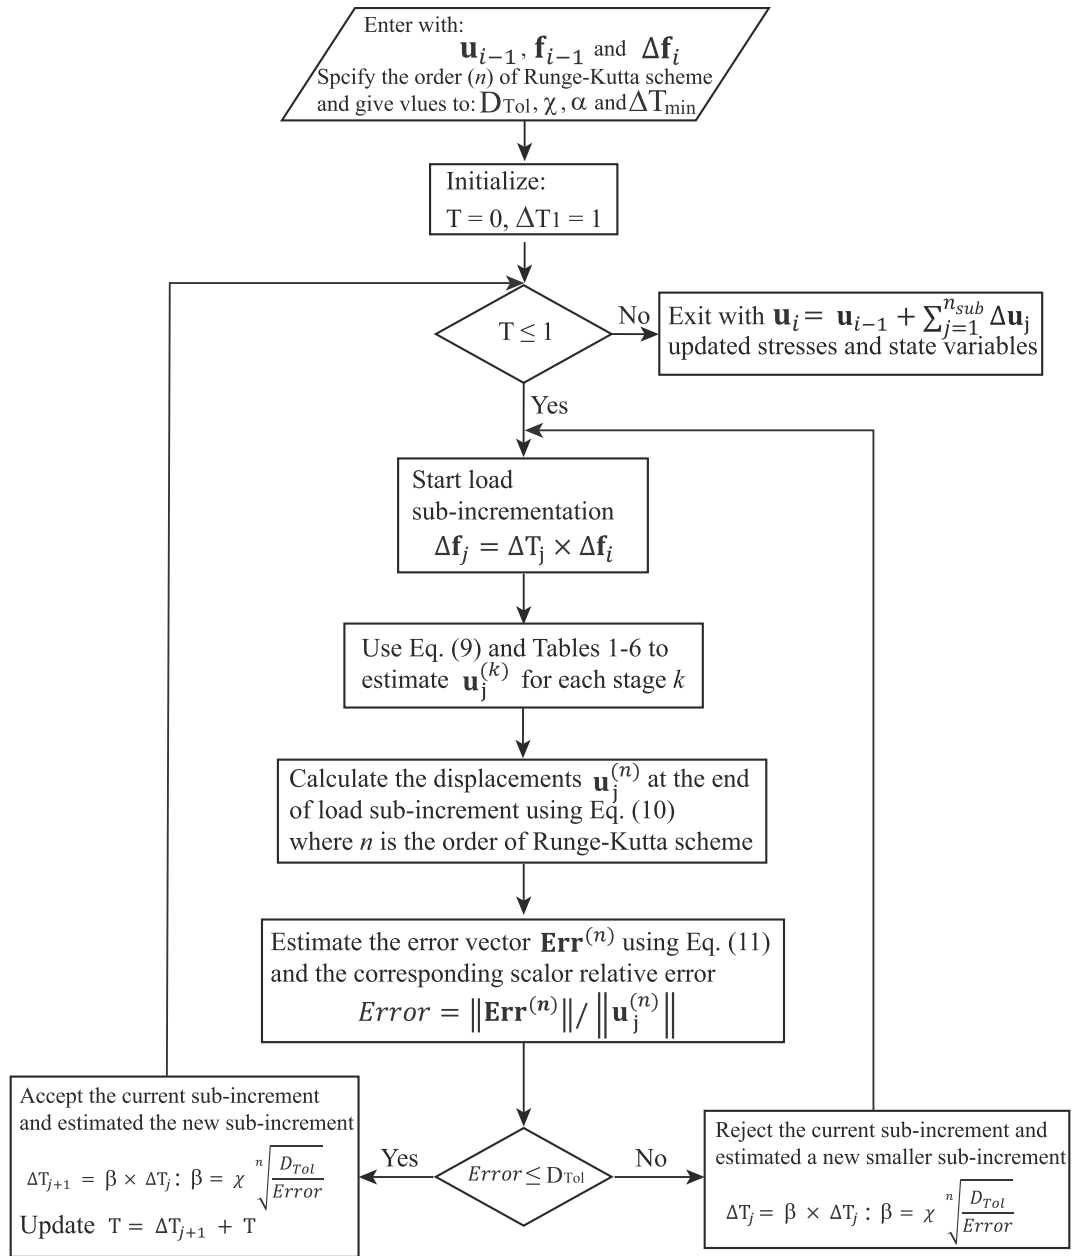 Enter with:
𝐮ᵢ₋₁, 𝐟ᵢ₋₁ and Δ𝐟ᵢ
Spcify the order (n) of Runge-Kutta scheme
and give vlues to: D_Tol, χ, α and ΔT_min
Initialize:
T = 0, ΔT1 = 1
T ≤ 1
No
Exit with 𝐮ᵢ = 𝐮ᵢ₋₁ + ∑_{j=1}^{n_sub} Δ𝐮_j
updated stresses and state variables
Yes
Start load
sub-incrementation
Δ𝐟_j = ΔT_j × Δ𝐟ᵢ
Use Eq. (9) and Tables 1-6 to
estimate 𝐮_j^(k) for each stage k
Calculate the displacements 𝐮_j^(n) at the end
of load sub-increment using Eq. (10)
where n is the order of Runge-Kutta scheme
Estimate the error vector 𝐄𝐫𝐫^(n) using Eq. (11)
and the corresponding scalor relative error
Error = ‖𝐄𝐫𝐫^(n)‖/‖𝐮_j^(n)‖
Error ≤ D_Tol
Yes
Accept the current sub-increment
and estimated the new sub-increment
ΔT_{j+1} = β × ΔT_j : β = χ ⁿ√(D_Tol/Error)
Update T = ΔT_{j+1} + T
No
Reject the current sub-increment and
estimated a new smaller sub-increment
ΔT_j = β × ΔT_j : β = χ ⁿ√(D_Tol/Error)